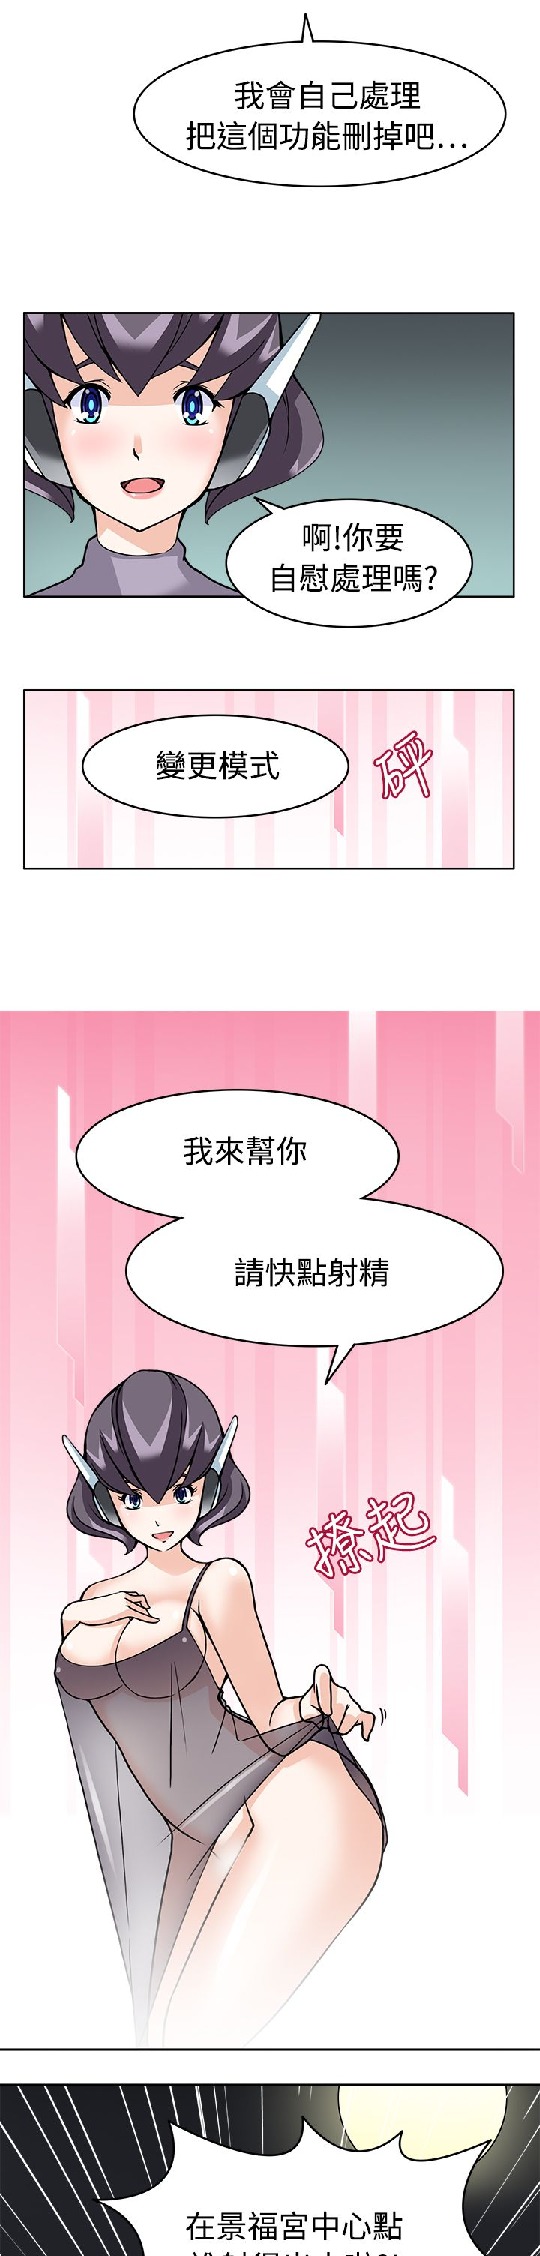 我會自己處理
把這個功能刪掉吧...
啊!你要
自慰處理嗎?
變更模式
砰
我來幫你
請快點射精
撩起
在景福宮中心點